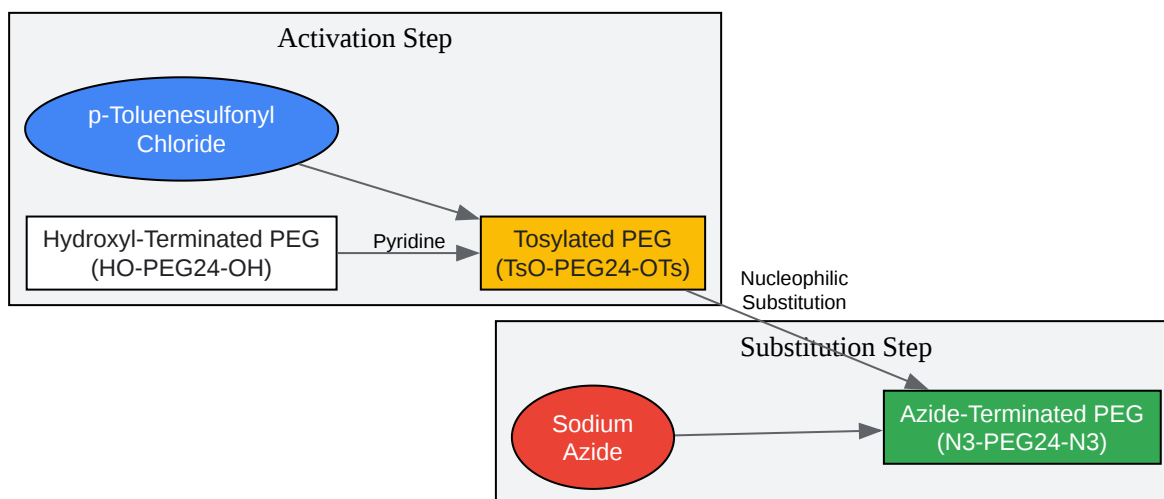 Activation Step
p-Toluenesulfonyl
Chloride
Hydroxyl-Terminated PEG
(HO-PEG24-OH)
Pyridine
Tosylated PEG
(TsO-PEG24-OTs)
Nucleophilic
Substitution
Substitution Step
Sodium
Azide
Azide-Terminated PEG
(N3-PEG24-N3)